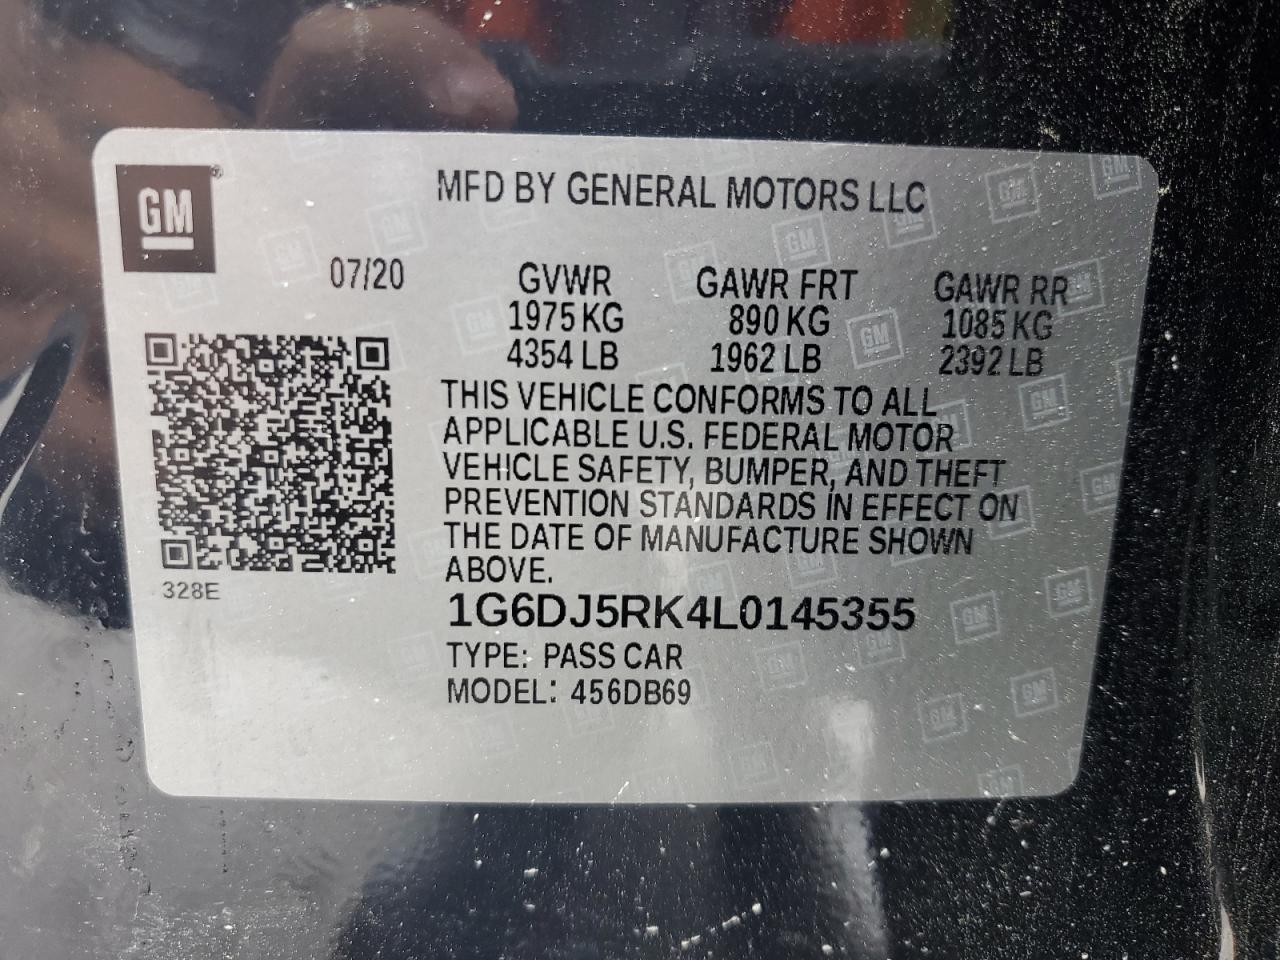 GM
MFD BY GENERAL MOTORS LLC
07/20
GVWR GAWR FRT GAWR RR
1975 KG 890 KG 1085 KG
4354 LB 1962 LB 2392 LB
THIS VEHICLE CONFORMS TO ALL
APPLICABLE U.S. FEDERAL MOTOR
VEHICLE SAFETY, BUMPER, AND THEFT
PREVENTION STANDARDS IN EFFECT ON
THE DATE OF MANUFACTURE SHOWN
ABOVE.
328E
1G6DJ5RK4L0145355
TYPE: PASS CAR
MODEL: 456DB69